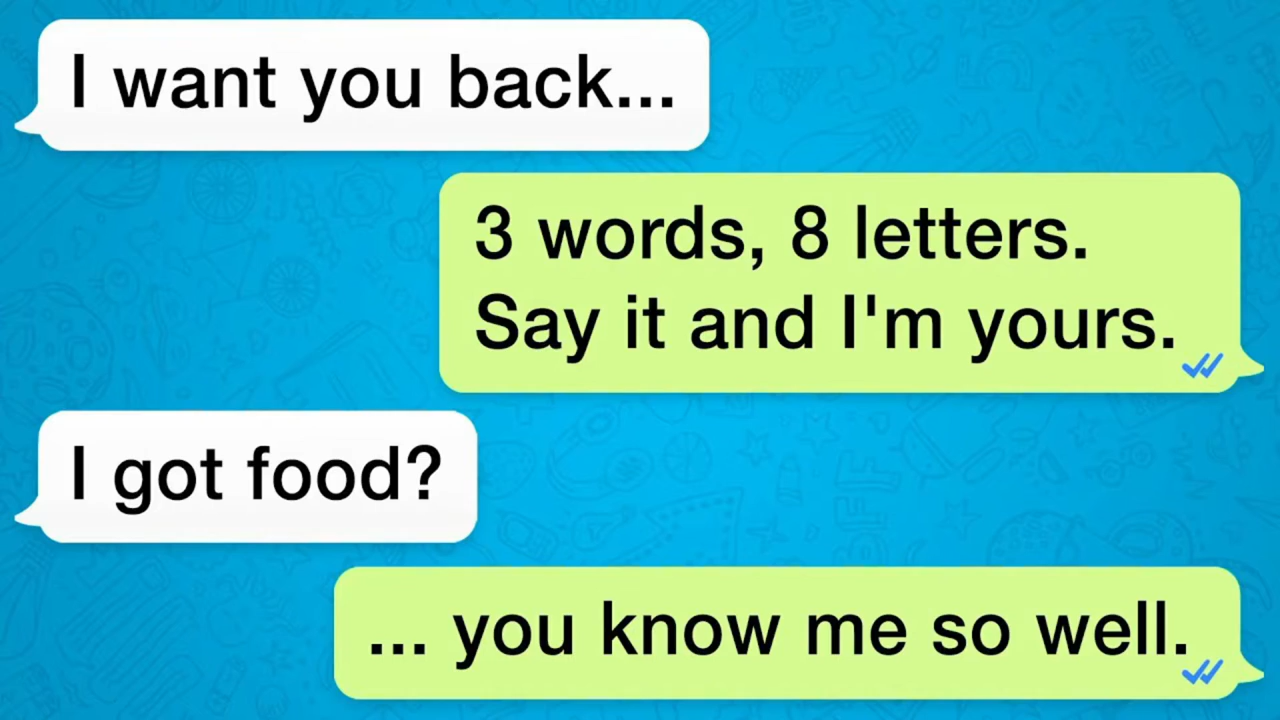 I want you back...
3 words, 8 letters.
Say it and I'm yours.
I got food?
... you know me so well.